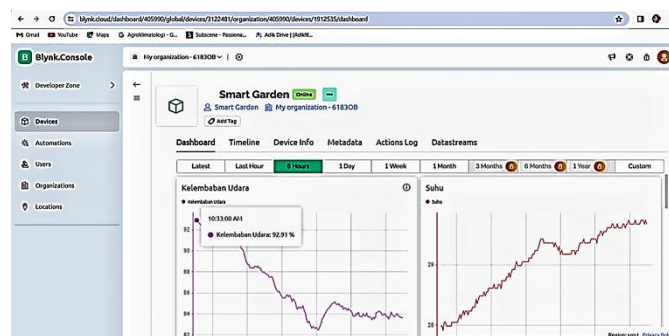 blynk.cloud/dashboard/405990/global/devices/3122481/organization/405990/devices/1912535/dashboard
Gmail YouTube Maps Agroklimatologi - G... Subscene - Passiona...
Blynk.Console
My organization - 6183OB
Developer Zone
Devices
Automations
Users
Organizations
Locations
Smart Garden Online
Smart Garden My organization - 6183OB
Add Tag
Dashboard Timeline Device Info Metadata Actions Log Datastreams
Latest Last Hour 6 Hours 1 Day 1 Week 1 Month 3 Months 6 Months 1 Year Custom
Kelembaban Udara
Kelembaban Udara
10:33:00 AM
Kelembaban Udara: 92.91 %
92
90
88
86
84
82
Suhu
Suhu
29
28
Region: sgp1 Privacy Pol